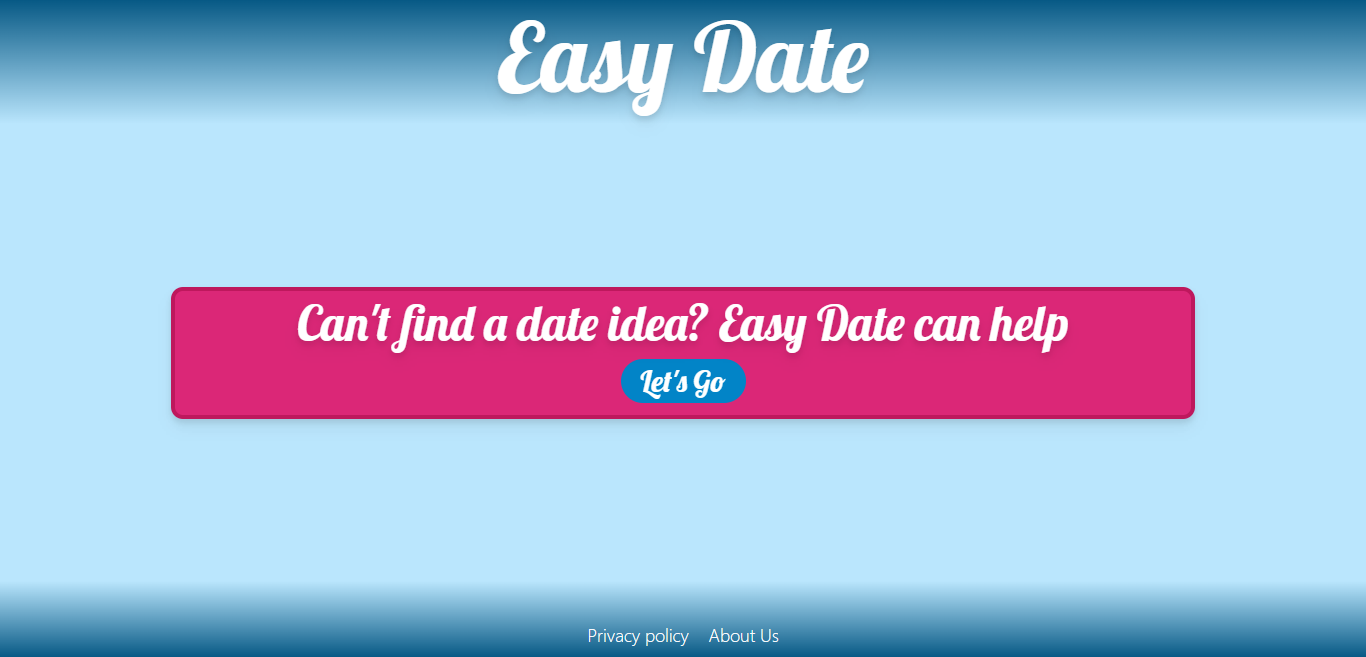 Easy Date
Can't find a date idea? Easy Date can help
Let's Go
Privacy policy About Us